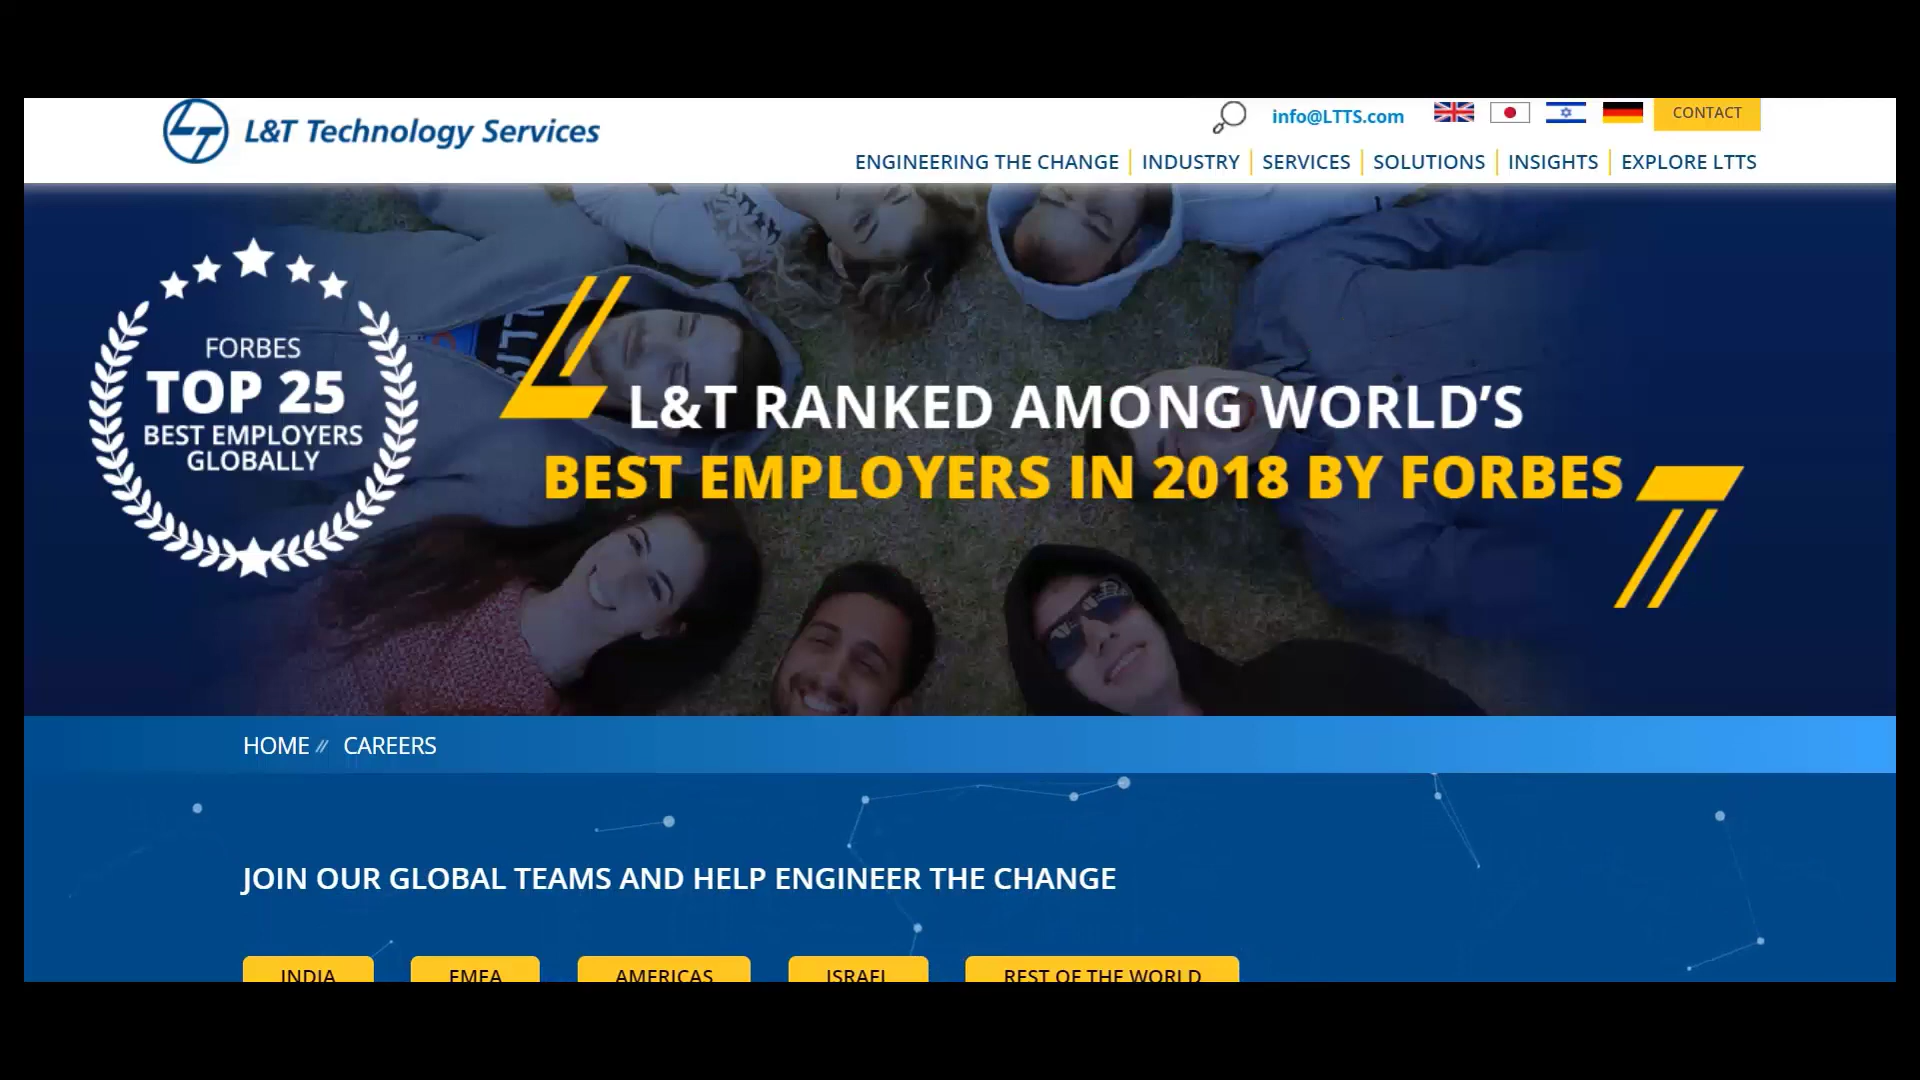 L&T Technology Services
info@LTTS.com
CONTACT
ENGINEERING THE CHANGE
INDUSTRY
SERVICES
SOLUTIONS
INSIGHTS
EXPLORE LTTS
FORBES
TOP 25
BEST EMPLOYERS
GLOBALLY
L&T RANKED AMONG WORLD’S
BEST EMPLOYERS IN 2018 BY FORBES
HOME // CAREERS
JOIN OUR GLOBAL TEAMS AND HELP ENGINEER THE CHANGE
INDIA
EMEA
AMERICAS
ISRAEL
REST OF THE WORLD